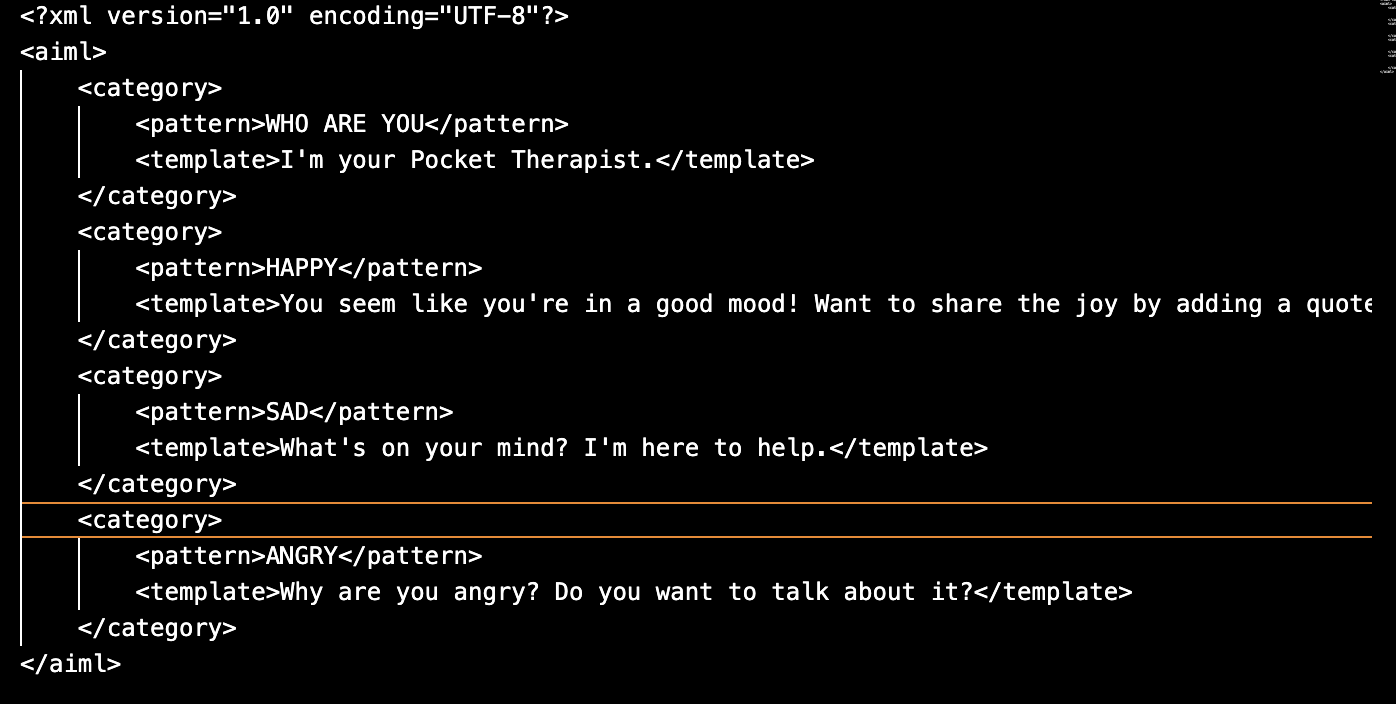 <?xml version="1.0" encoding="UTF-8"?>
<aiml>
    <category>
        <pattern>WHO ARE YOU</pattern>
        <template>I'm your Pocket Therapist.</template>
    </category>
    <category>
        <pattern>HAPPY</pattern>
        <template>You seem like you're in a good mood! Want to share the joy by adding a quote
    </category>
    <category>
        <pattern>SAD</pattern>
        <template>What's on your mind? I'm here to help.</template>
    </category>
    <category>
        <pattern>ANGRY</pattern>
        <template>Why are you angry? Do you want to talk about it?</template>
    </category>
</aiml>